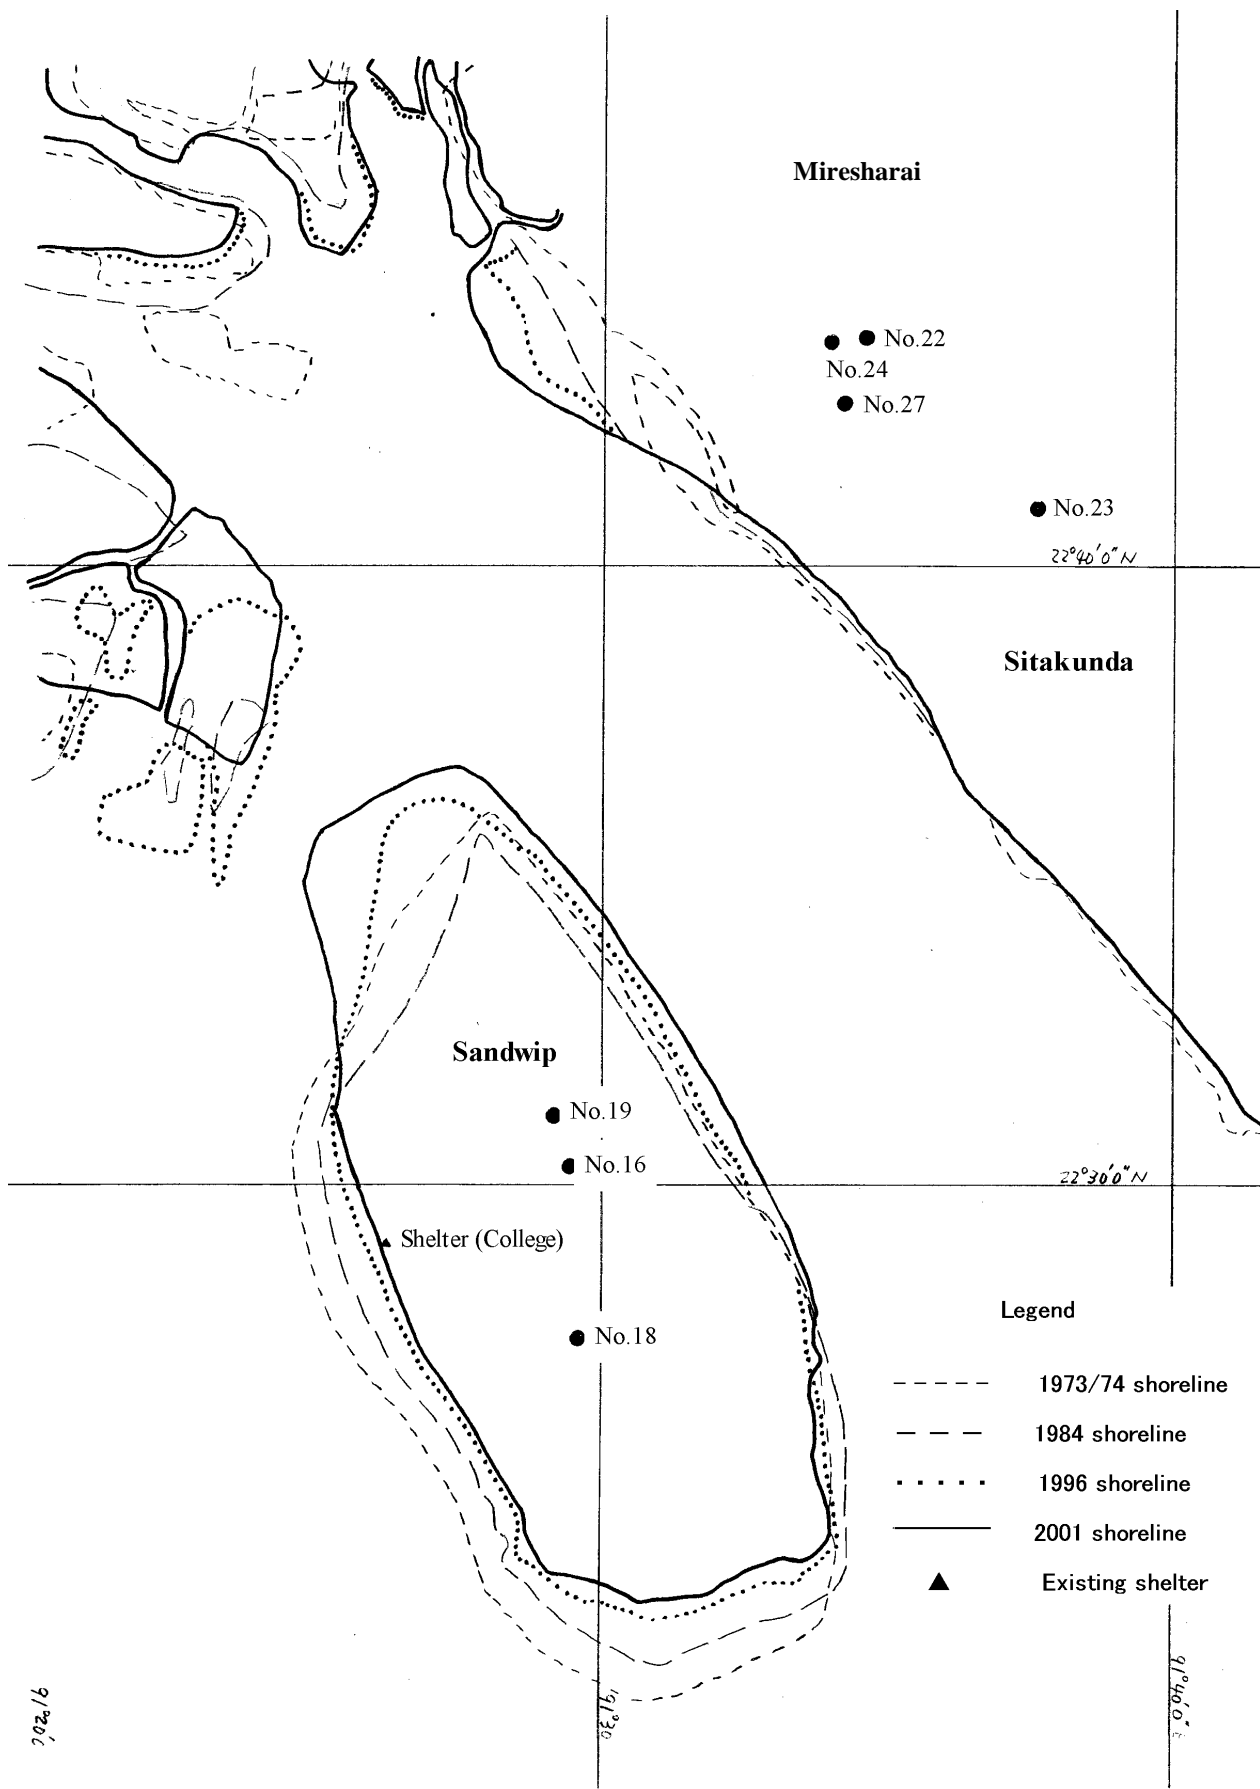 Miresharai
No.22
No.24
No.27
No.23
22°40'0"N
Sitakunda
Sandwip
No.19
No.16
22°30'0"N
Shelter (College)
No.18
Legend
1973/74 shoreline
1984 shoreline
1996 shoreline
2001 shoreline
Existing shelter
91°30
91°40'0"E